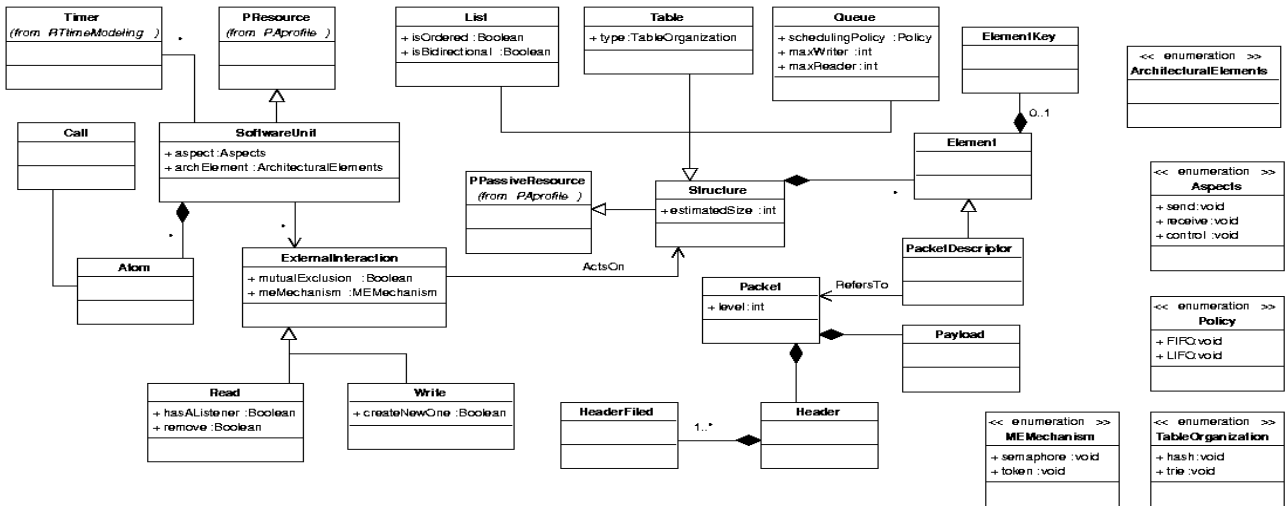 Timer
(from RTtimeModeling )
*
PResource
(from PAprofile )
List
+ isOrdered :Boolean
+ isBidirectional :Boolean
Table
+ type:TableOrganization
Queue
+ schedulingPolicy :Policy
+ maxWriter :int
+ maxReader:int
ElementKey
<< enumeration >>
ArchitecturalElements
Call
SoftwareUnit
+ aspect :Aspects
+ archElement :ArchitecturalElements
0..1
Element
PPassiveResource
(from PAprofile )
Structure
+ estimatedSize :int
*
<< enumeration >>
Aspects
+ send:void
+ receive:void
+ control :void
*
*
Atom
ExternalInteraction
+ mutualExclusion :Boolean
+ meMechanism :MEMechanism
ActsOn
PacketDescriptor
Packet
+ level:int
RefersTo
Payload
<< enumeration >>
Policy
+ FIFO:void
+ LIFO:void
Read
+ hasAListener :Boolean
+ remove :Boolean
Write
+ createNewOne :Boolean
HeaderFiled
1..*
Header
<< enumeration >>
MEMechanism
+ semaphore :void
+ token :void
<< enumeration >>
TableOrganization
+ hash:void
+ trie :void